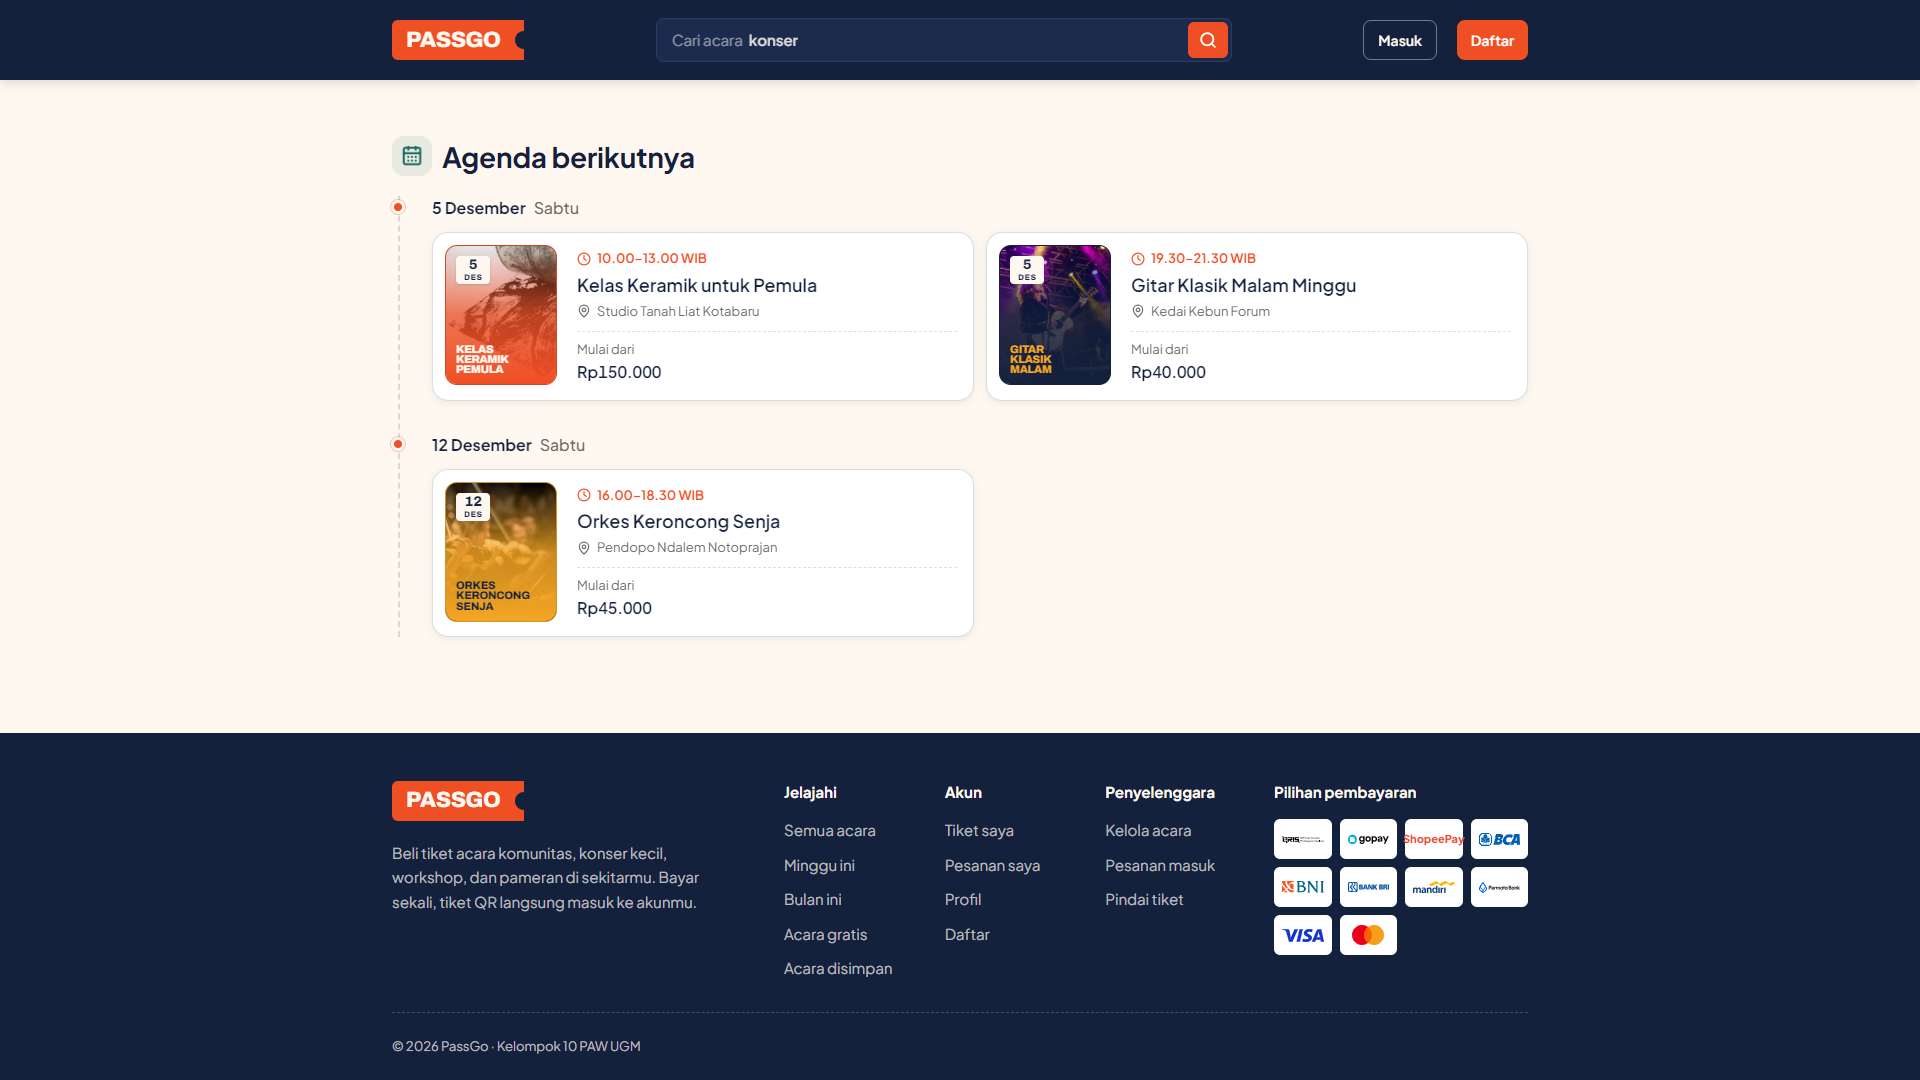 PASSGO
Cari acara konser
Masuk
Daftar
Agenda berikutnya
5 Desember Sabtu
5
DES
KELAS
KERAMIK
PEMULA
10.00–13.00 WIB
Kelas Keramik untuk Pemula
Studio Tanah Liat Kotabaru
Mulai dari
Rp150.000
5
DES
GITAR
KLASIK
MALAM
19.30–21.30 WIB
Gitar Klasik Malam Minggu
Kedai Kebun Forum
Mulai dari
Rp40.000
12 Desember Sabtu
12
DES
ORKES
KERONCONG
SENJA
16.00–18.30 WIB
Orkes Keroncong Senja
Pendopo Ndalem Notoprajan
Mulai dari
Rp45.000
PASSGO
Beli tiket acara komunitas, konser kecil,
workshop, dan pameran di sekitarmu. Bayar
sekali, tiket QR langsung masuk ke akunmu.
Jelajahi
Semua acara
Minggu ini
Bulan ini
Acara gratis
Acara disimpan
Akun
Tiket saya
Pesanan saya
Profil
Daftar
Penyelenggara
Kelola acara
Pesanan masuk
Pindai tiket
Pilihan pembayaran
QRIS
gopay
ShopeePay
BCA
BNI
BANK BRI
mandiri
PermataBank
VISA
© 2026 PassGo · Kelompok 10 PAW UGM